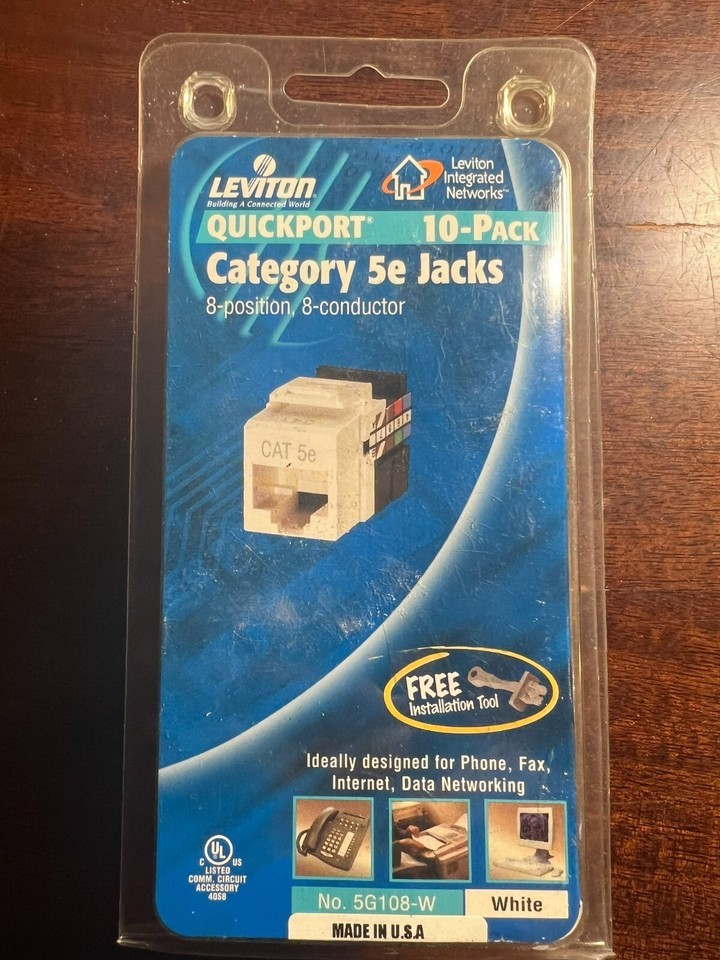 LEVITON®
Building A Connected World
Leviton
Integrated
Networks™
QUICKPORT® 10-PACK
Category 5e Jacks
8-position, 8-conductor
CAT 5e
FREE
Installation Tool
Ideally designed for Phone, Fax,
Internet, Data Networking
C UL US
LISTED
COMM. CIRCUIT
ACCESSORY
40S8
No. 5G108-W White
MADE IN U.S.A